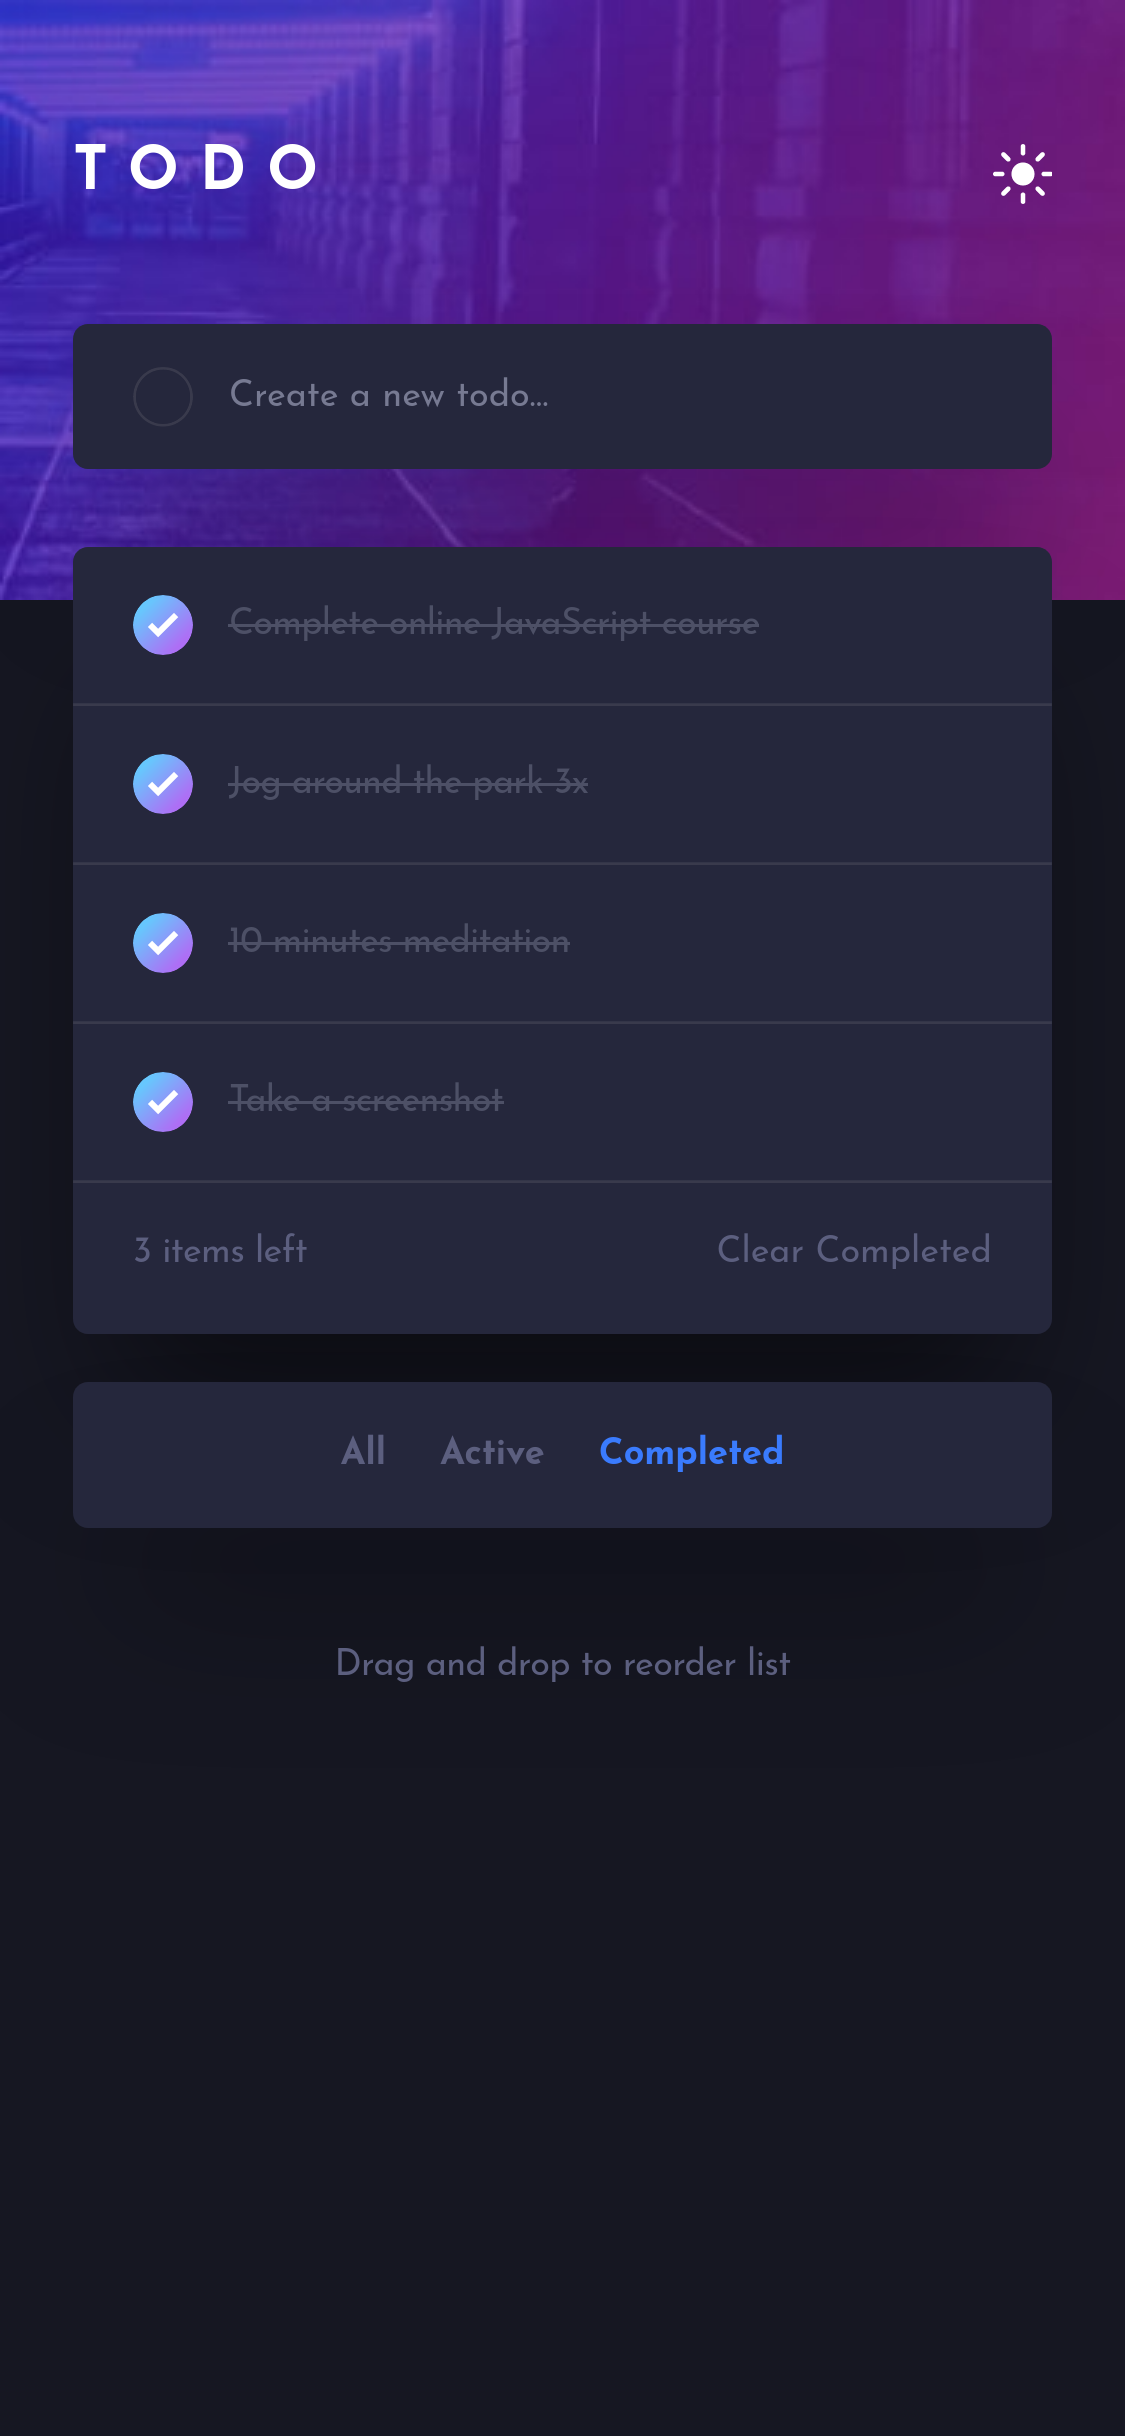 TODO
Create a new todo...
Complete online JavaScript course
Jog around the park 3x
10 minutes meditation
Take a screenshot
3 items left
Clear Completed
All Active Completed
Drag and drop to reorder list